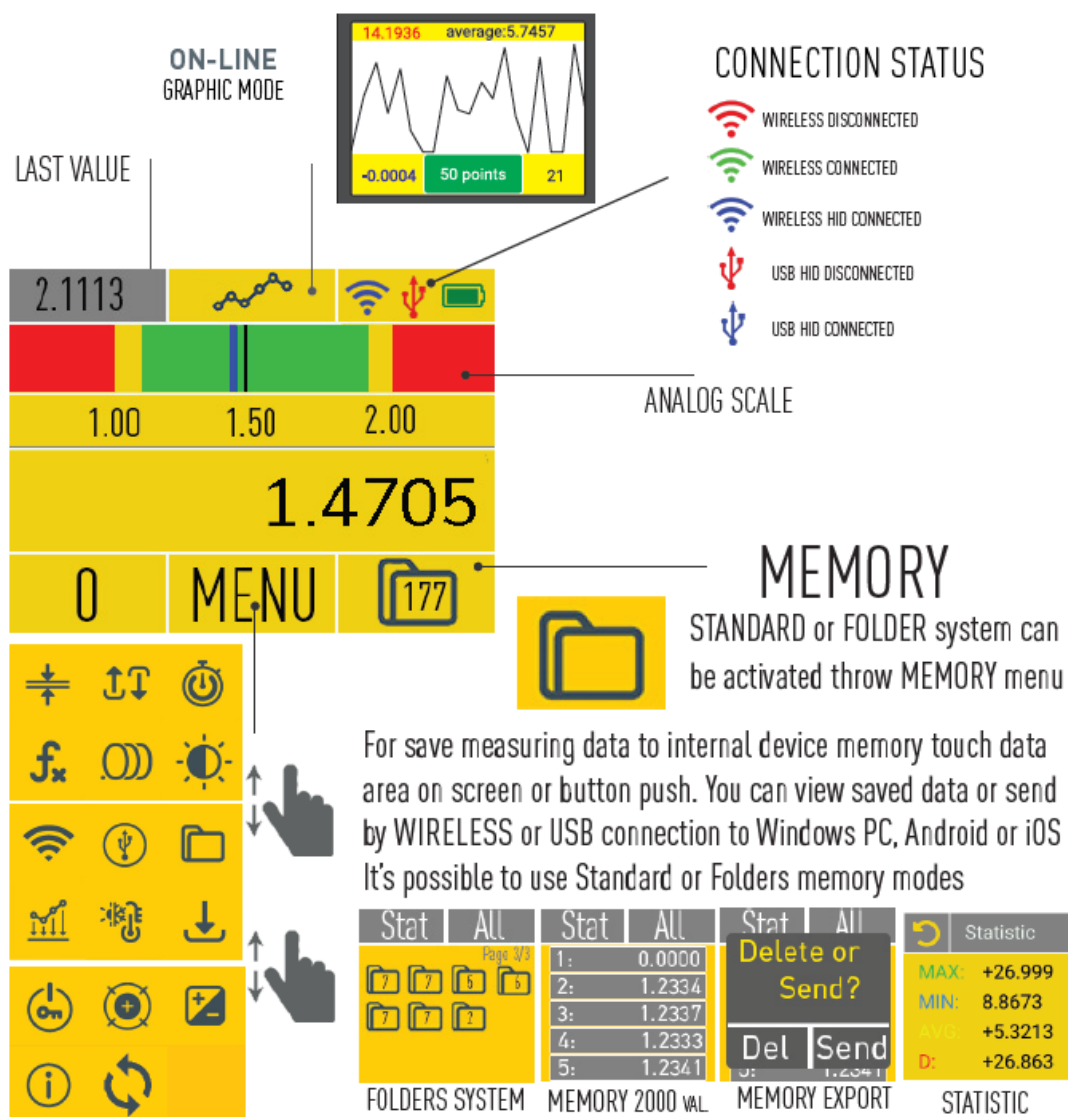 14.1936 average:5.7457
ON-LINE
GRAPHIC MODE
-0.0004 50 points 21
CONNECTION STATUS
WIRELESS DISCONNECTED
WIRELESS CONNECTED
WIRELESS HID CONNECTED
USB HID DISCONNECTED
USB HID CONNECTED
LAST VALUE
2.1113
ANALOG SCALE
1.00 1.50 2.00
1.4705
0 MENU 177
MEMORY
STANDARD or FOLDER system can
be activated throw MEMORY menu
For save measuring data to internal device memory touch data
area on screen or button push. You can view saved data or send
by WIRELESS or USB connection to Windows PC, Android or iOS
It's possible to use Standard or Folders memory modes
fx
Stat All
Page 3/3
7 7 5 6
7 7 2
FOLDERS SYSTEM
Stat All
1: 0.0000
2: 1.2334
3: 1.2337
4: 1.2333
5: 1.2341
MEMORY 2000 VAL
Stat All
Delete or
Send?
Del Send
5: 1.2341
MEMORY EXPORT
Statistic
MAX: +26.999
MIN: 8.8673
AVG: +5.3213
D: +26.863
STATISTIC